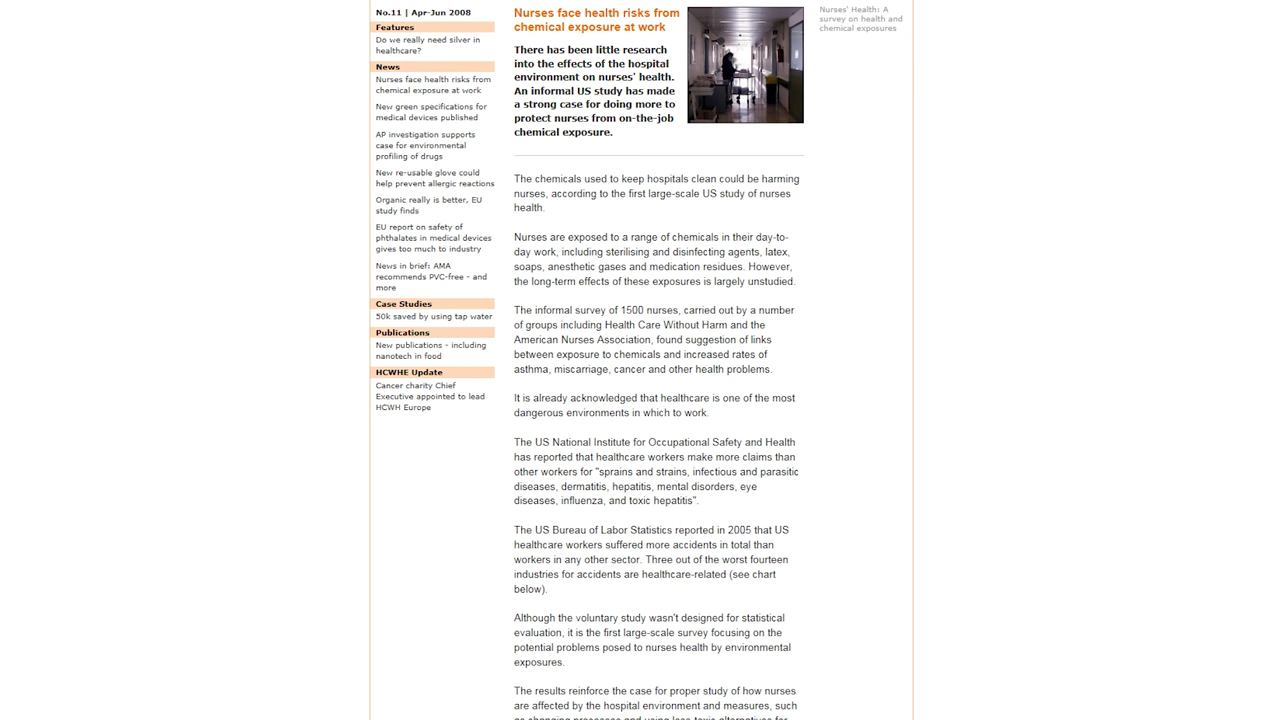 No.11 | Apr-Jun 2008
Features
Do we really need silver in
healthcare?
News
Nurses face health risks from
chemical exposure at work
New green specifications for
medical devices published
AP investigation supports
case for environmental
profiling of drugs
New re-usable glove could
help prevent allergic reactions
Organic really is better, EU
study finds
EU report on safety of
phthalates in medical devices
gives too much to industry
News in brief: AMA
recommends PVC-free - and
more
Case Studies
50k saved by using tap water
Publications
New publications - including
nanotech in food
HCWHE Update
Cancer charity Chief
Executive appointed to lead
HCWH Europe
Nurses face health risks from
chemical exposure at work
There has been little research
into the effects of the hospital
environment on nurses' health.
An informal US study has made
a strong case for doing more to
protect nurses from on-the-job
chemical exposure.
The chemicals used to keep hospitals clean could be harming
nurses, according to the first large-scale US study of nurses
health.
Nurses are exposed to a range of chemicals in their day-to-
day work, including sterilising and disinfecting agents, latex,
soaps, anesthetic gases and medication residues. However,
the long-term effects of these exposures is largely unstudied.
The informal survey of 1500 nurses, carried out by a number
of groups including Health Care Without Harm and the
American Nurses Association, found suggestion of links
between exposure to chemicals and increased rates of
asthma, miscarriage, cancer and other health problems.
It is already acknowledged that healthcare is one of the most
dangerous environments in which to work.
The US National Institute for Occupational Safety and Health
has reported that healthcare workers make more claims than
other workers for "sprains and strains, infectious and parasitic
diseases, dermatitis, hepatitis, mental disorders, eye
diseases, influenza, and toxic hepatitis".
The US Bureau of Labor Statistics reported in 2005 that US
healthcare workers suffered more accidents in total than
workers in any other sector. Three out of the worst fourteen
industries for accidents are healthcare-related (see chart
below).
Although the voluntary study wasn't designed for statistical
evaluation, it is the first large-scale survey focusing on the
potential problems posed to nurses health by environmental
exposures.
The results reinforce the case for proper study of how nurses
are affected by the hospital environment and measures, such
as changing processes and using less toxic alternatives for
Nurses' Health: A
survey on health and
chemical exposures